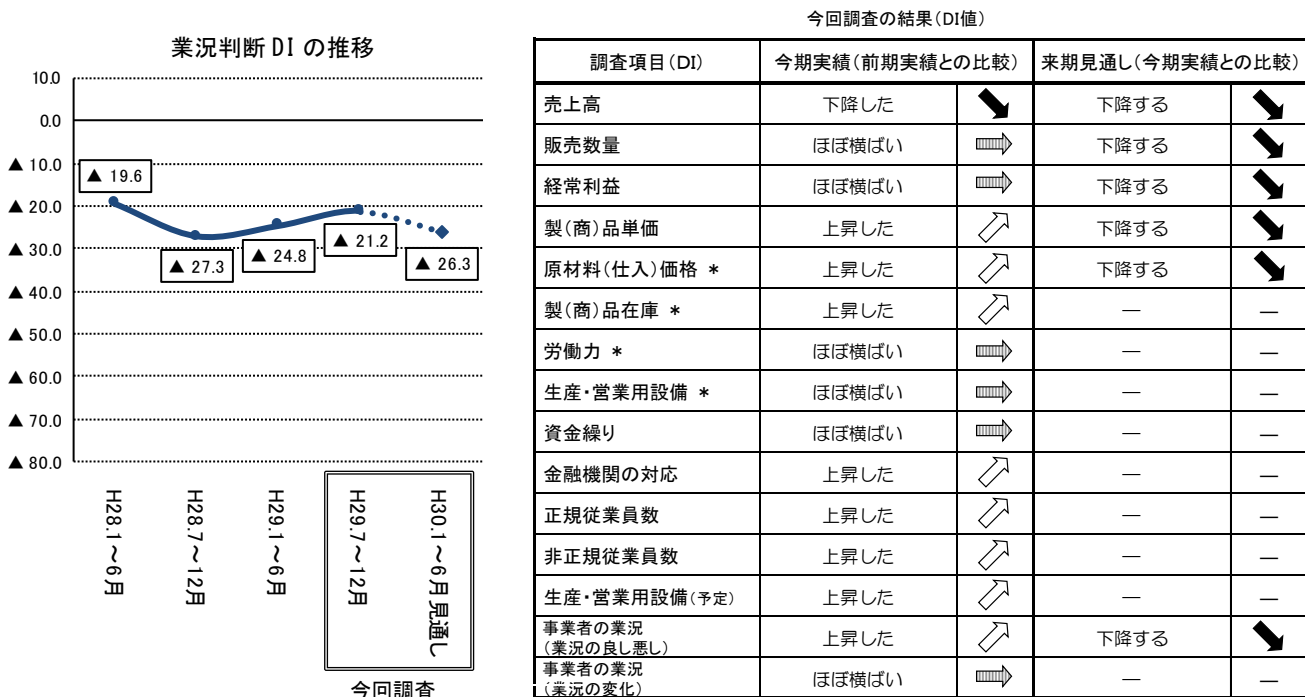 業況判断DIの推移
10.0
0.0
▲ 10.0
▲ 20.0
▲ 30.0
▲ 40.0
▲ 50.0
▲ 60.0
▲ 70.0
▲ 80.0
▲ 19.6
▲ 27.3
▲ 24.8
▲ 21.2
▲ 26.3
H28.1~6月
H28.7~12月
H29.1~6月
H29.7~12月
H30.1~6月見通し
今回調査
今回調査の結果(DI値)
調査項目(DI) 今期実績(前期実績との比較) 来期見通し(今期実績との比較)
売上高 下降した 下降する
販売数量 ほぼ横ばい 下降する
経常利益 ほぼ横ばい 下降する
製(商)品単価 上昇した 下降する
原材料(仕入)価格 * 上昇した 下降する
製(商)品在庫 * 上昇した ― ―
労働力 * ほぼ横ばい ― ―
生産・営業用設備 * ほぼ横ばい ― ―
資金繰り ほぼ横ばい ― ―
金融機関の対応 上昇した ― ―
正規従業員数 上昇した ― ―
非正規従業員数 上昇した ― ―
生産・営業用設備(予定) 上昇した ― ―
事業者の業況
(業況の良し悪し) 上昇した 下降する
事業者の業況
(業況の変化) ほぼ横ばい ― ―